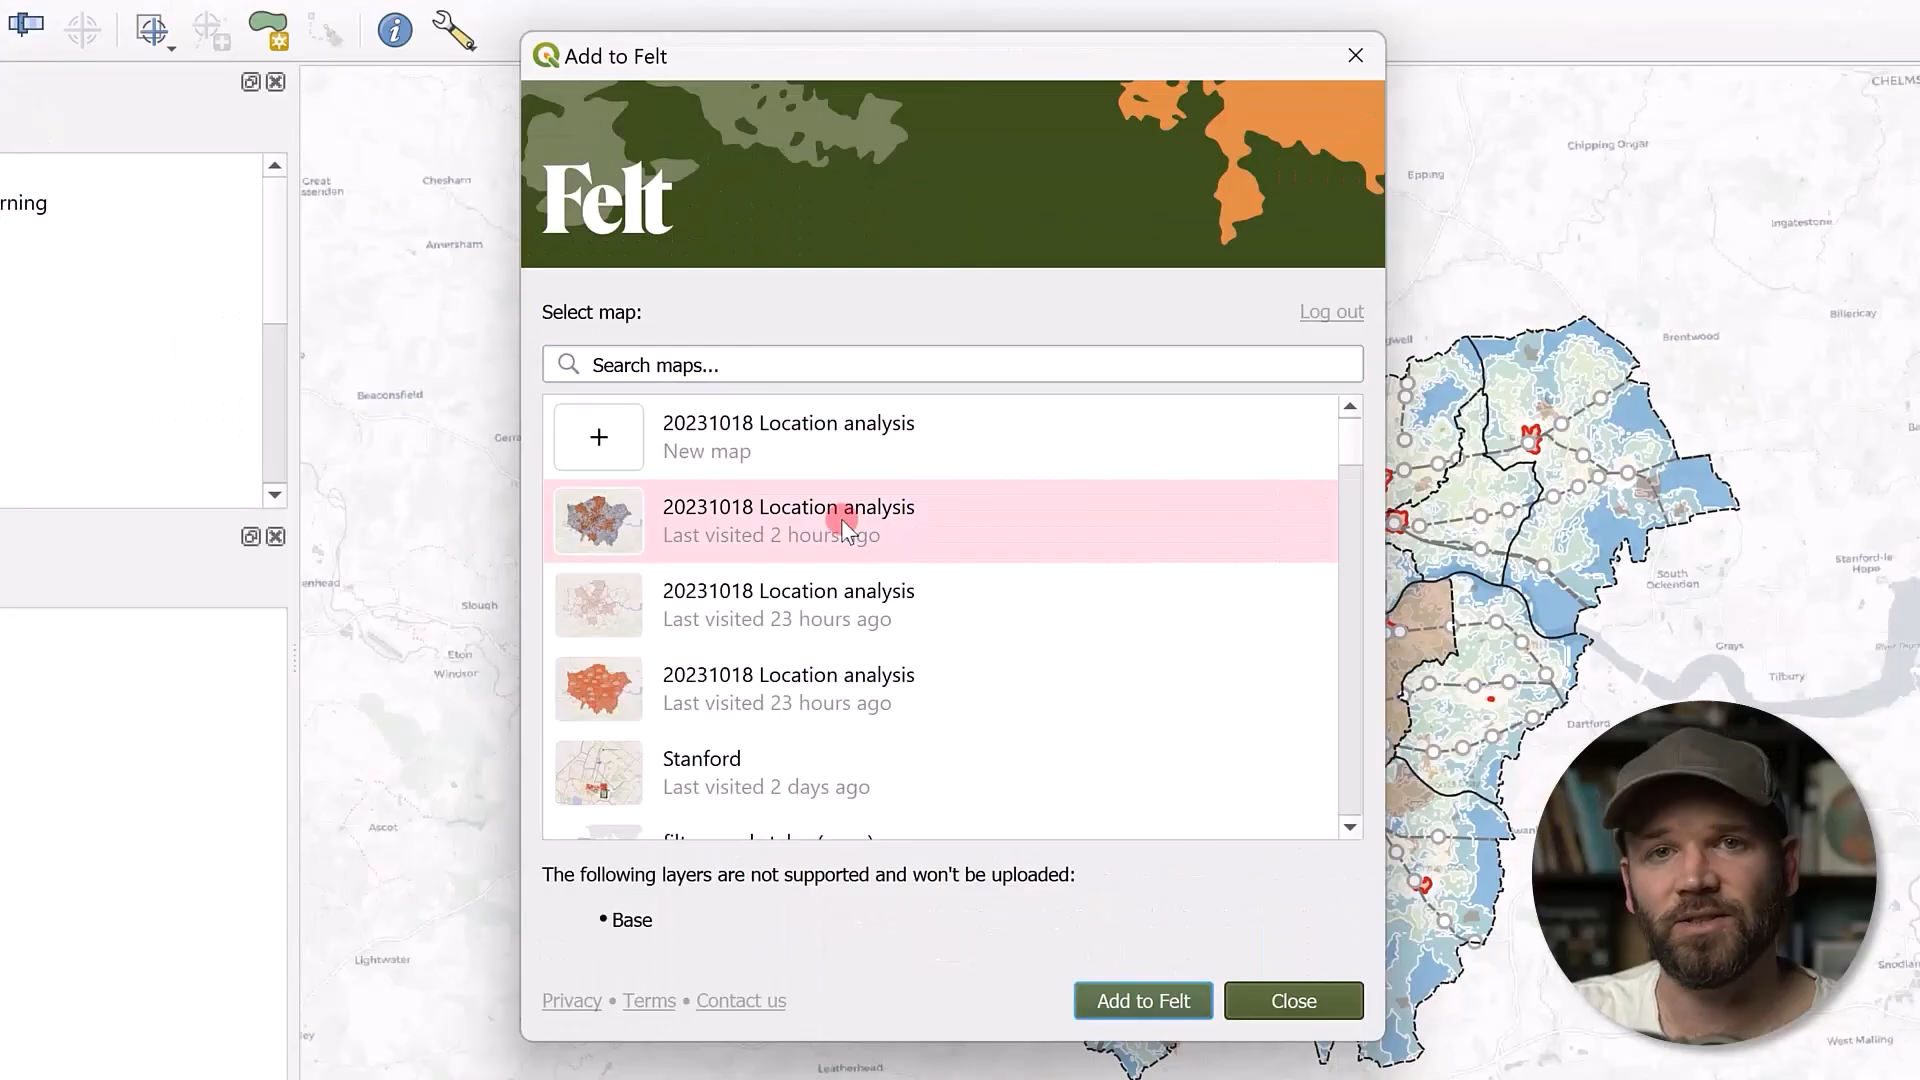 Add to Felt
Felt
Select map:
Log out
Search maps...
20231018 Location analysis
New map
20231018 Location analysis
Last visited 2 hours ago
20231018 Location analysis
Last visited 23 hours ago
20231018 Location analysis
Last visited 23 hours ago
Stanford
Last visited 2 days ago
The following layers are not supported and won't be uploaded:
• Base
Privacy • Terms • Contact us
Add to Felt
Close
rning
Great
Chesham
Amersham
Beaconsfield
Slough
Eton
Windsor
Ascot
Lightwater
Leatherhead
CHELMS
Chipping Ongar
Epping
Ingatestone
Billericay
Brentwood
South
Ockendon
Stanford-le
Hope
Grays
Tilbury
Dartford
West Malling